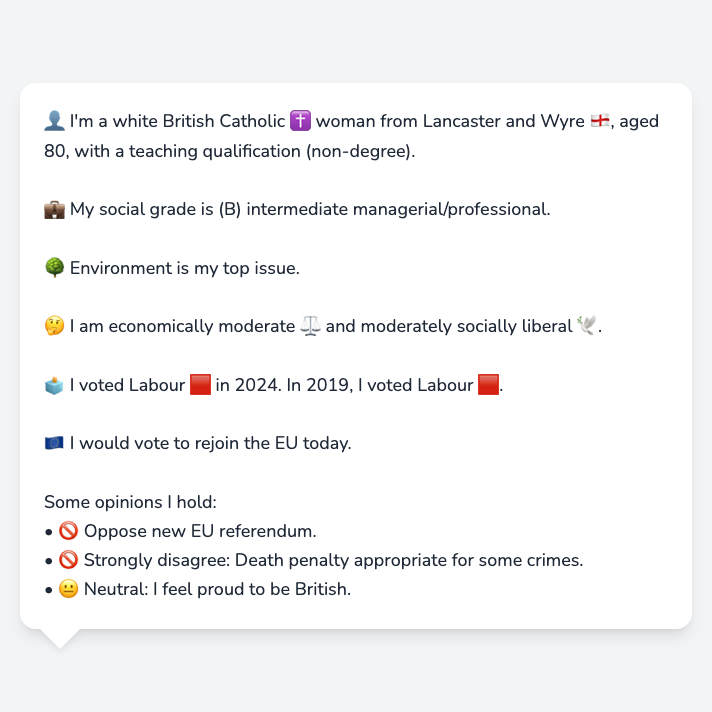 👤 I'm a white British Catholic ✝️ woman from Lancaster and Wyre 🏴󠁧󠁢󠁥󠁮󠁧󠁿, aged
80, with a teaching qualification (non-degree).
💼 My social grade is (B) intermediate managerial/professional.
🌳 Environment is my top issue.
🤔 I am economically moderate ⚖️ and moderately socially liberal 🕊️.
🗳️ I voted Labour 🟥 in 2024. In 2019, I voted Labour 🟥.
🇪🇺 I would vote to rejoin the EU today.
Some opinions I hold:
• 🚫 Oppose new EU referendum.
• 🚫 Strongly disagree: Death penalty appropriate for some crimes.
• 😐 Neutral: I feel proud to be British.